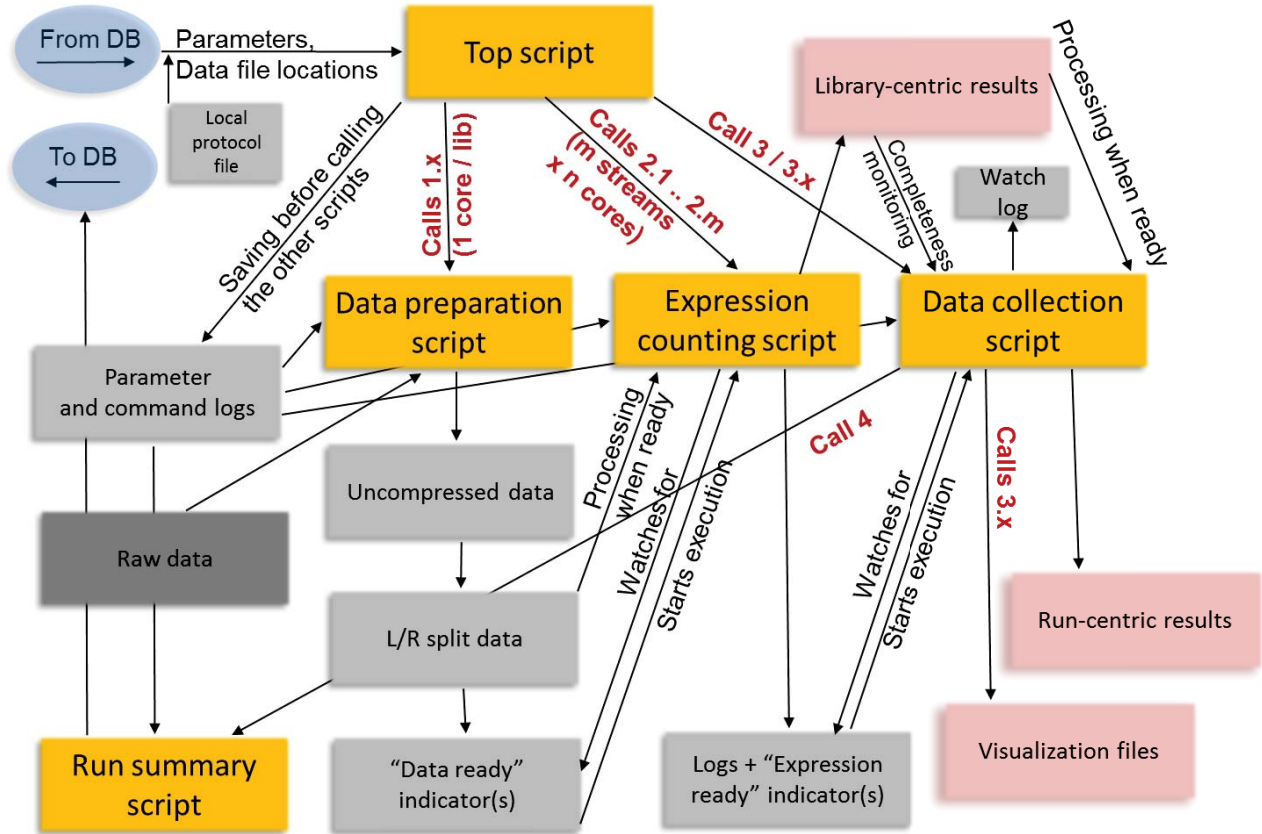 From DB
Parameters,
Data file locations
Top script
Library-centric results
Local
protocol
file
To DB
Saving before calling
the other scripts
Calls 1.x
(1 core / lib)
Calls 2.1 .. 2.m
(m streams
x n cores)
Call 3 / 3.x
Completeness
monitoring
Watch
log
Processing when ready
Data preparation
script
Expression
counting script
Data collection
script
Parameter
and command logs
Raw data
Uncompressed data
L/R split data
Processing
when ready
Watches for
Starts execution
Call 4
Watches for
Starts execution
Calls 3.x
Run-centric results
Visualization files
Run summary
script
“Data ready”
indicator(s)
Logs + “Expression
ready” indicator(s)